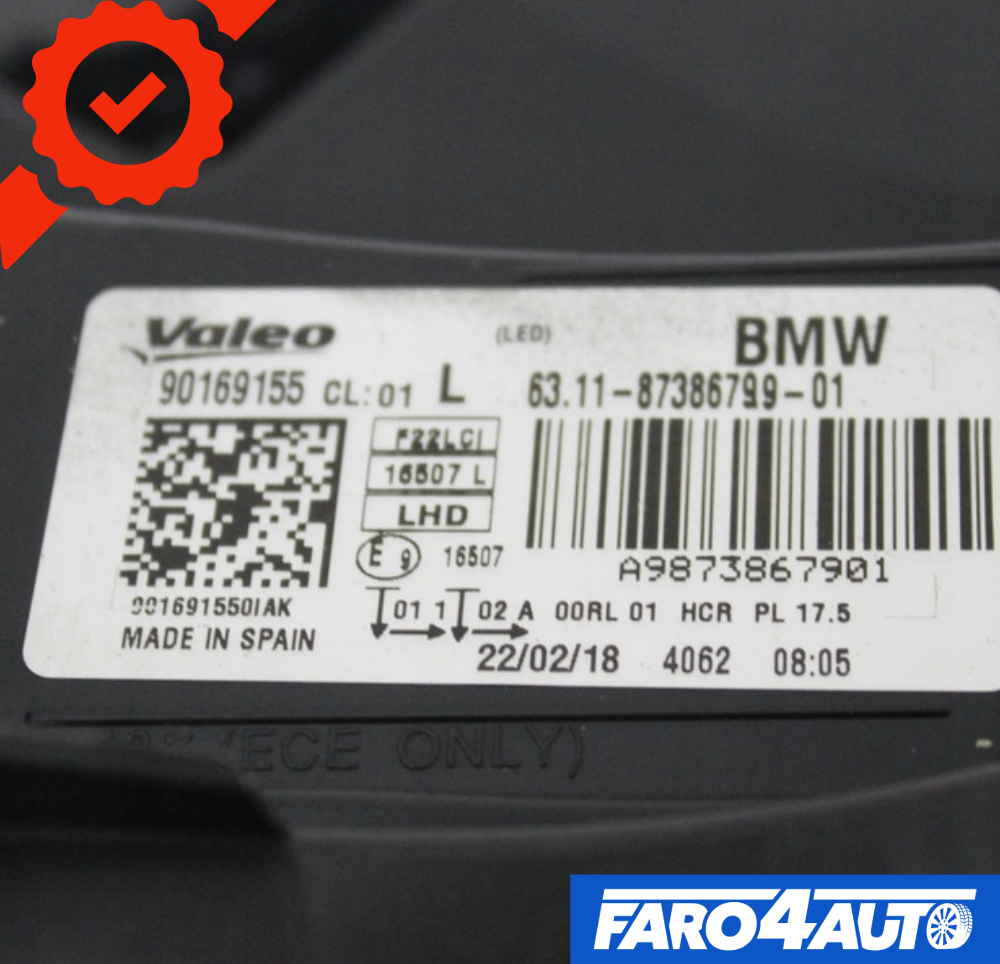 Valeo (LED) BMW
90169155 CL:01 L 63.11-8738679.9-01
F22LCI
16507 L
LHD
E 9 16507
A9873867901
9016915501AK
01 1 02 A 00RL 01 HCR PL 17.5
MADE IN SPAIN
22/02/18 4062 08:05
(ECE ONLY)
FARO4AUTO